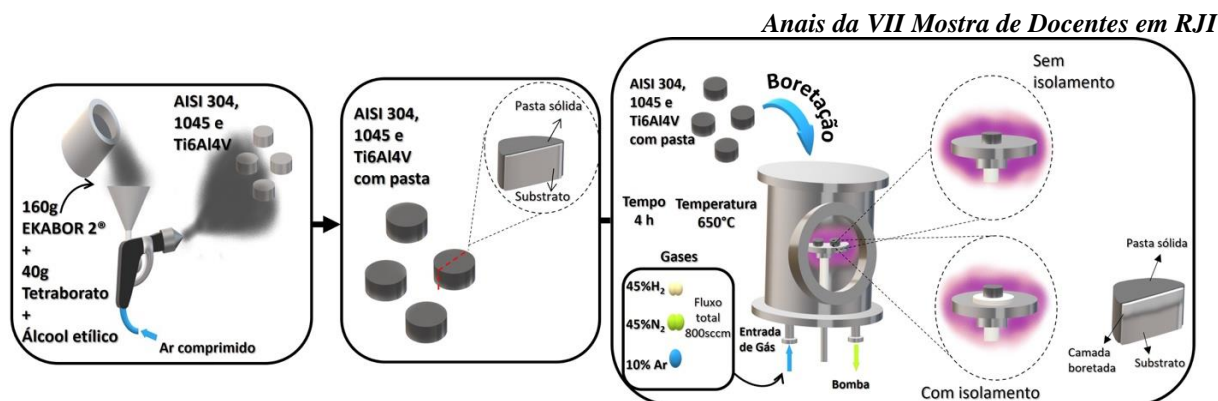 Anais da VII Mostra de Docentes em RJI
AISI 304,
1045 e
Ti6Al4V
160g
EKABOR 2®
+
40g
Tetraborato
+
Álcool etílico
Ar comprimido
AISI 304,
1045 e
Ti6Al4V
com pasta
Pasta sólida
Substrato
AISI 304,
1045 e
Ti6Al4V
com pasta
Boretação
Tempo
4 h
Temperatura
650°C
Gases
45%H₂
45%N₂
10% Ar
Fluxo
total
800sccm
Entrada
de Gás
Bomba
Sem
isolamento
Com isolamento
Pasta sólida
Camada
boretada
Substrato